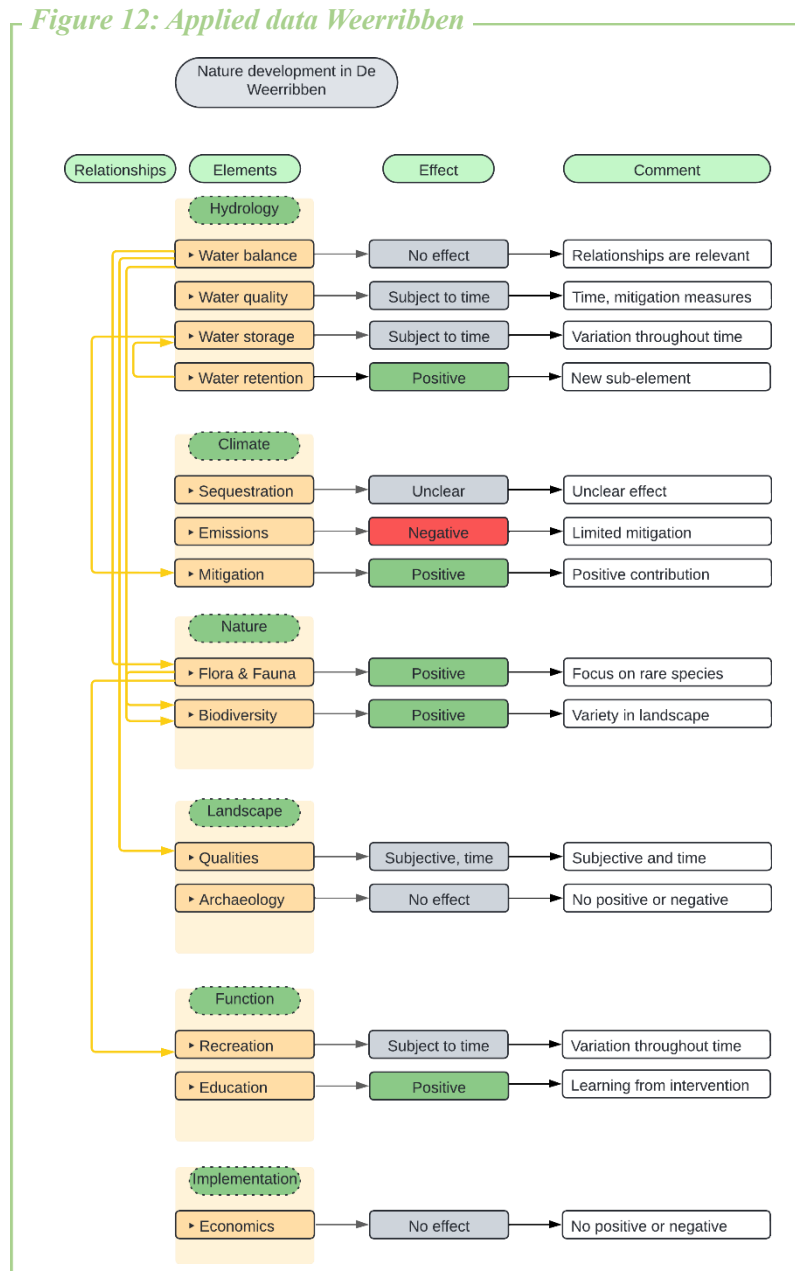 Figure 12: Applied data Weerribben
Nature development in De
Weerribben
Relationships Elements Effect Comment
Hydrology
‣ Water balance No effect Relationships are relevant
‣ Water quality Subject to time Time, mitigation measures
‣ Water storage Subject to time Variation throughout time
‣ Water retention Positive New sub-element
Climate
‣ Sequestration Unclear Unclear effect
‣ Emissions Negative Limited mitigation
‣ Mitigation Positive Positive contribution
Nature
‣ Flora & Fauna Positive Focus on rare species
‣ Biodiversity Positive Variety in landscape
Landscape
‣ Qualities Subjective, time Subjective and time
‣ Archaeology No effect No positive or negative
Function
‣ Recreation Subject to time Variation throughout time
‣ Education Positive Learning from intervention
Implementation
‣ Economics No effect No positive or negative